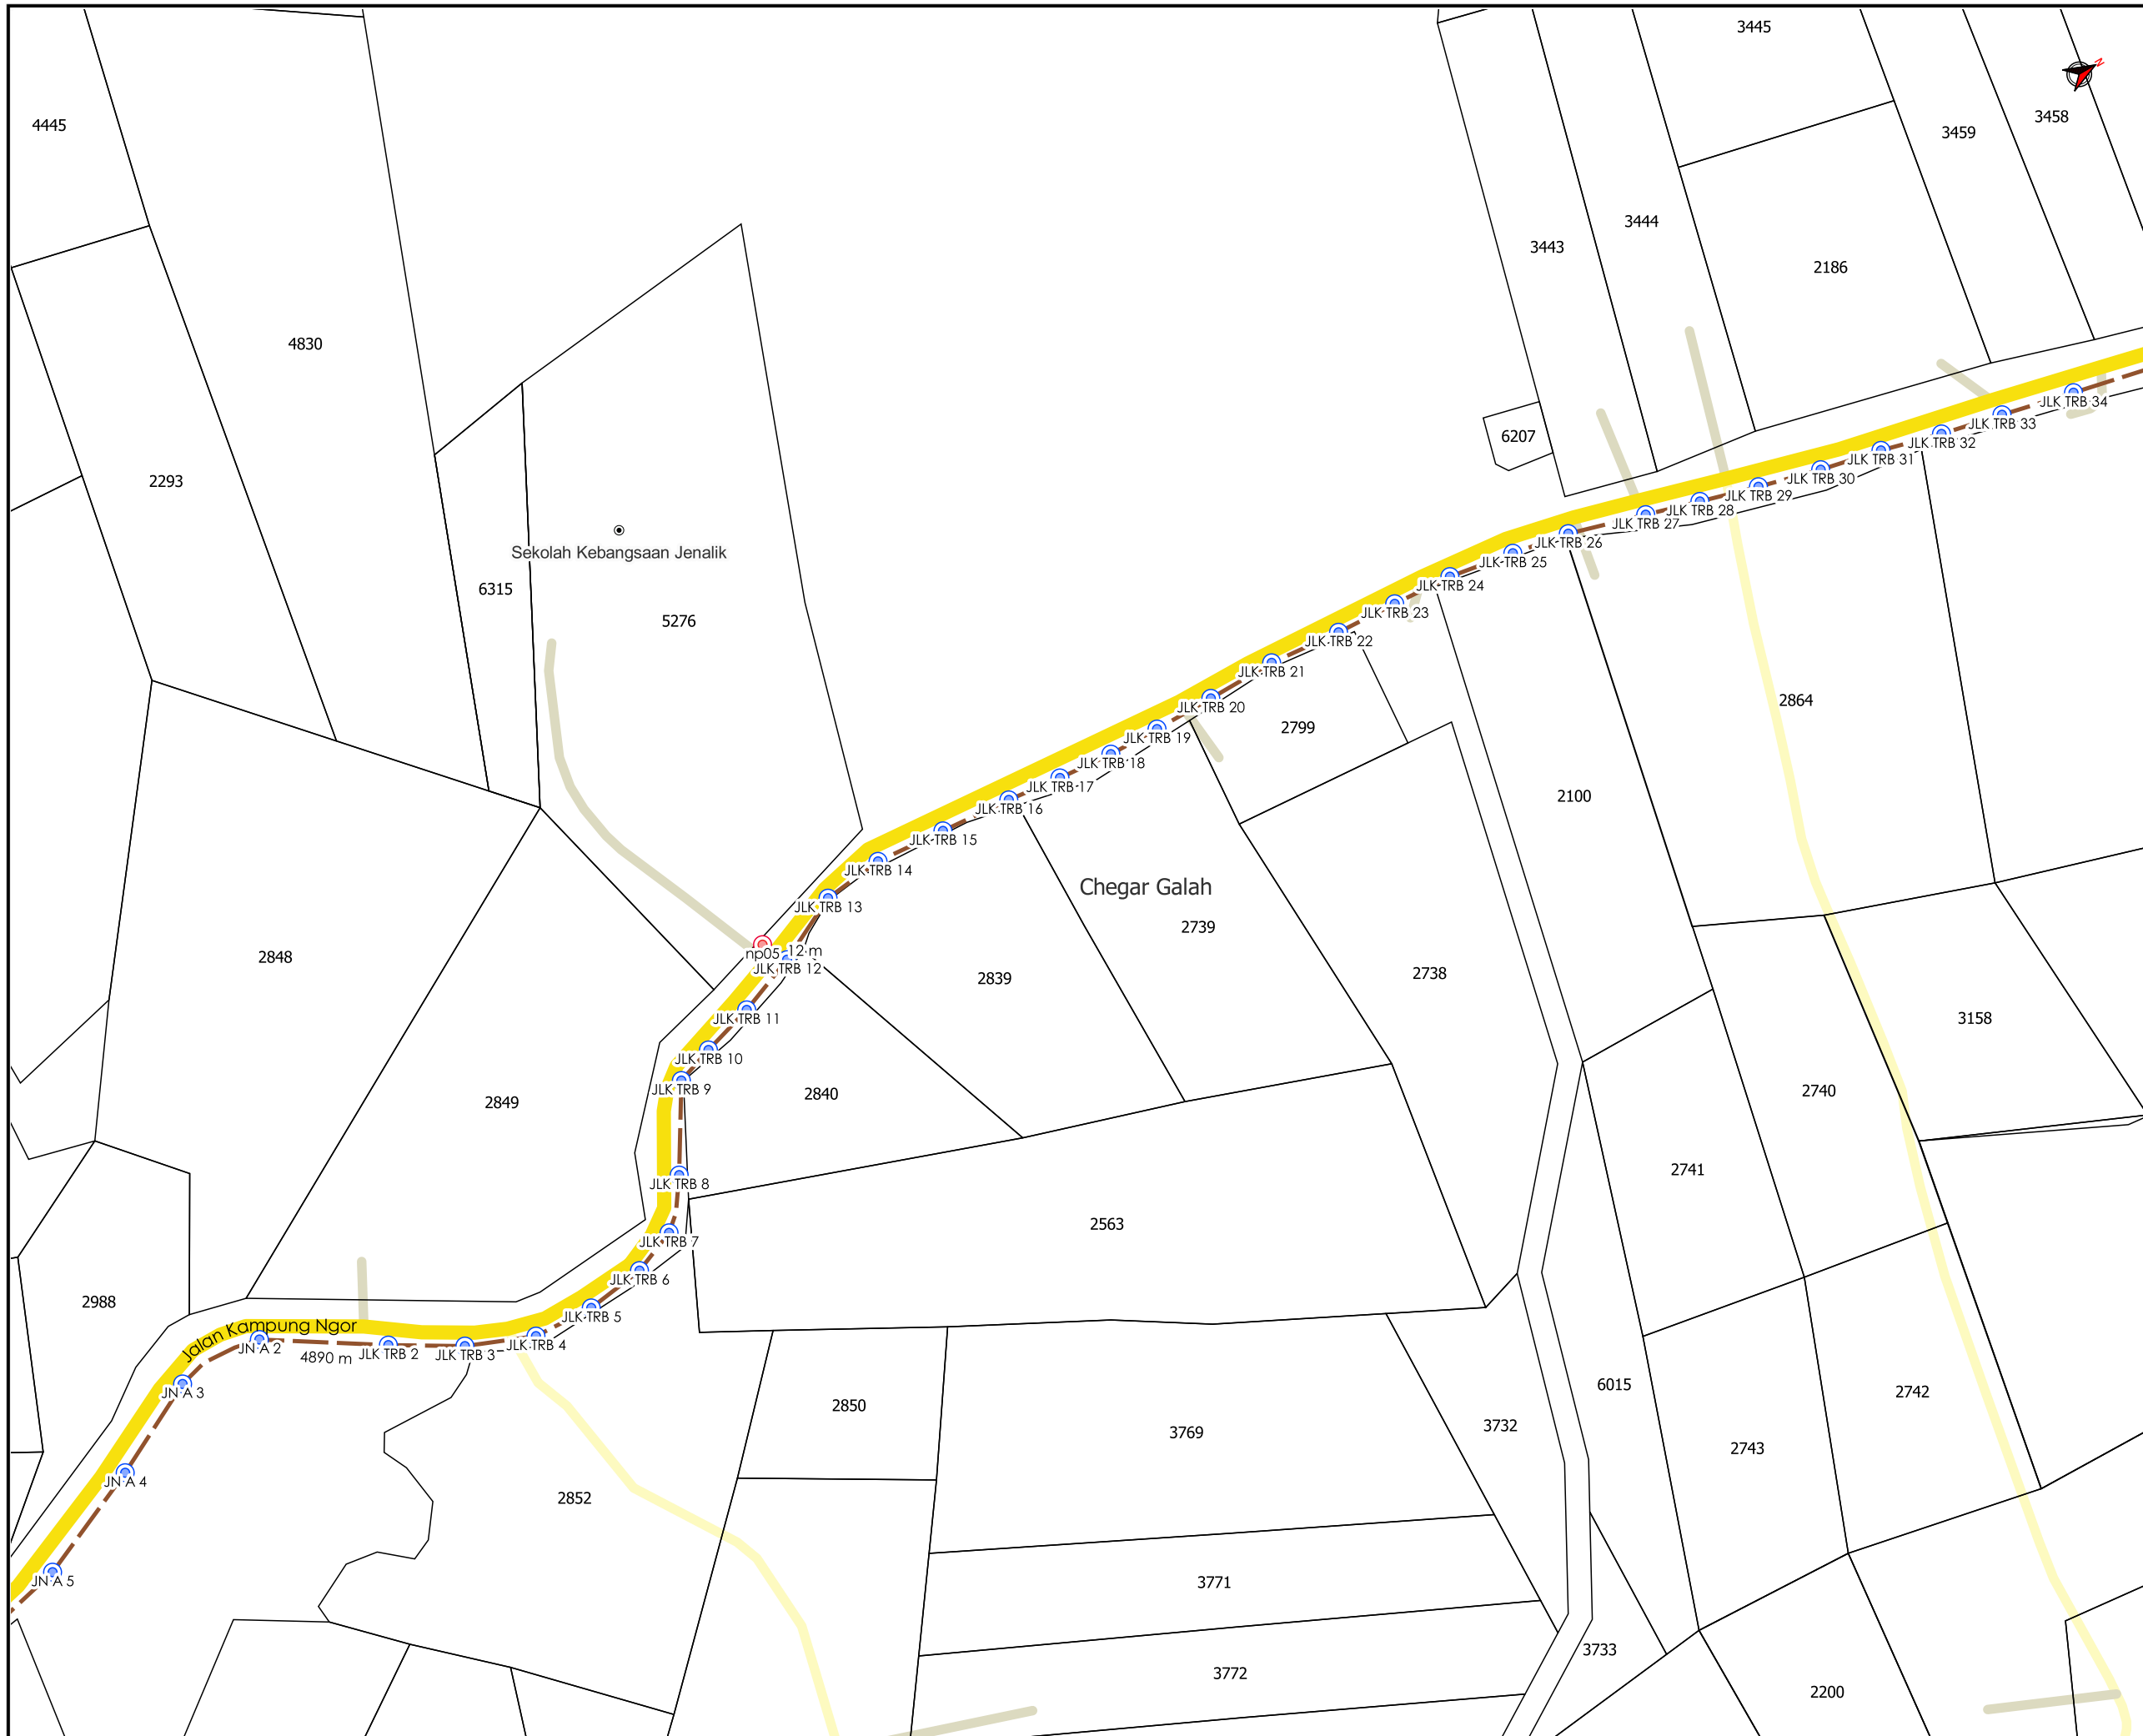 3445
N
3458
4445
3459
3444
3443
2186
4830
JLK TRB 34
JLK TRB 33
6207
JLK TRB 32
JLK TRB 31
JLK TRB 30
2293
JLK TRB 29
JLK TRB 28
JLK TRB 27
JLK TRB 26
Sekolah Kebangsaan Jenalik
JLK TRB 25
JLK TRB 24
6315
JLK TRB 23
5276
JLK TRB 22
JLK TRB 21
2864
JLK TRB 20
2799
JLK TRB 19
JLK TRB 18
JLK TRB 17
2100
JLK TRB 16
JLK TRB 15
JLK TRB 14
Chegar Galah
JLK TRB 13
2739
np05 12 m
2848
JLK TRB 12
2738
2839
JLK TRB 11
3158
JLK TRB 10
JLK TRB 9
2840
2740
2849
2741
JLK TRB 8
2563
JLK TRB 7
JLK TRB 6
2988
JLK TRB 5
Jalan Kampung Ngor
JLK TRB 4
JN A 2
JLK TRB 2
JLK TRB 3
4890 m
6015
JN A 3
2742
2850
3732
3769
2743
JN A 4
2852
JN A 5
3771
3733
3772
2200